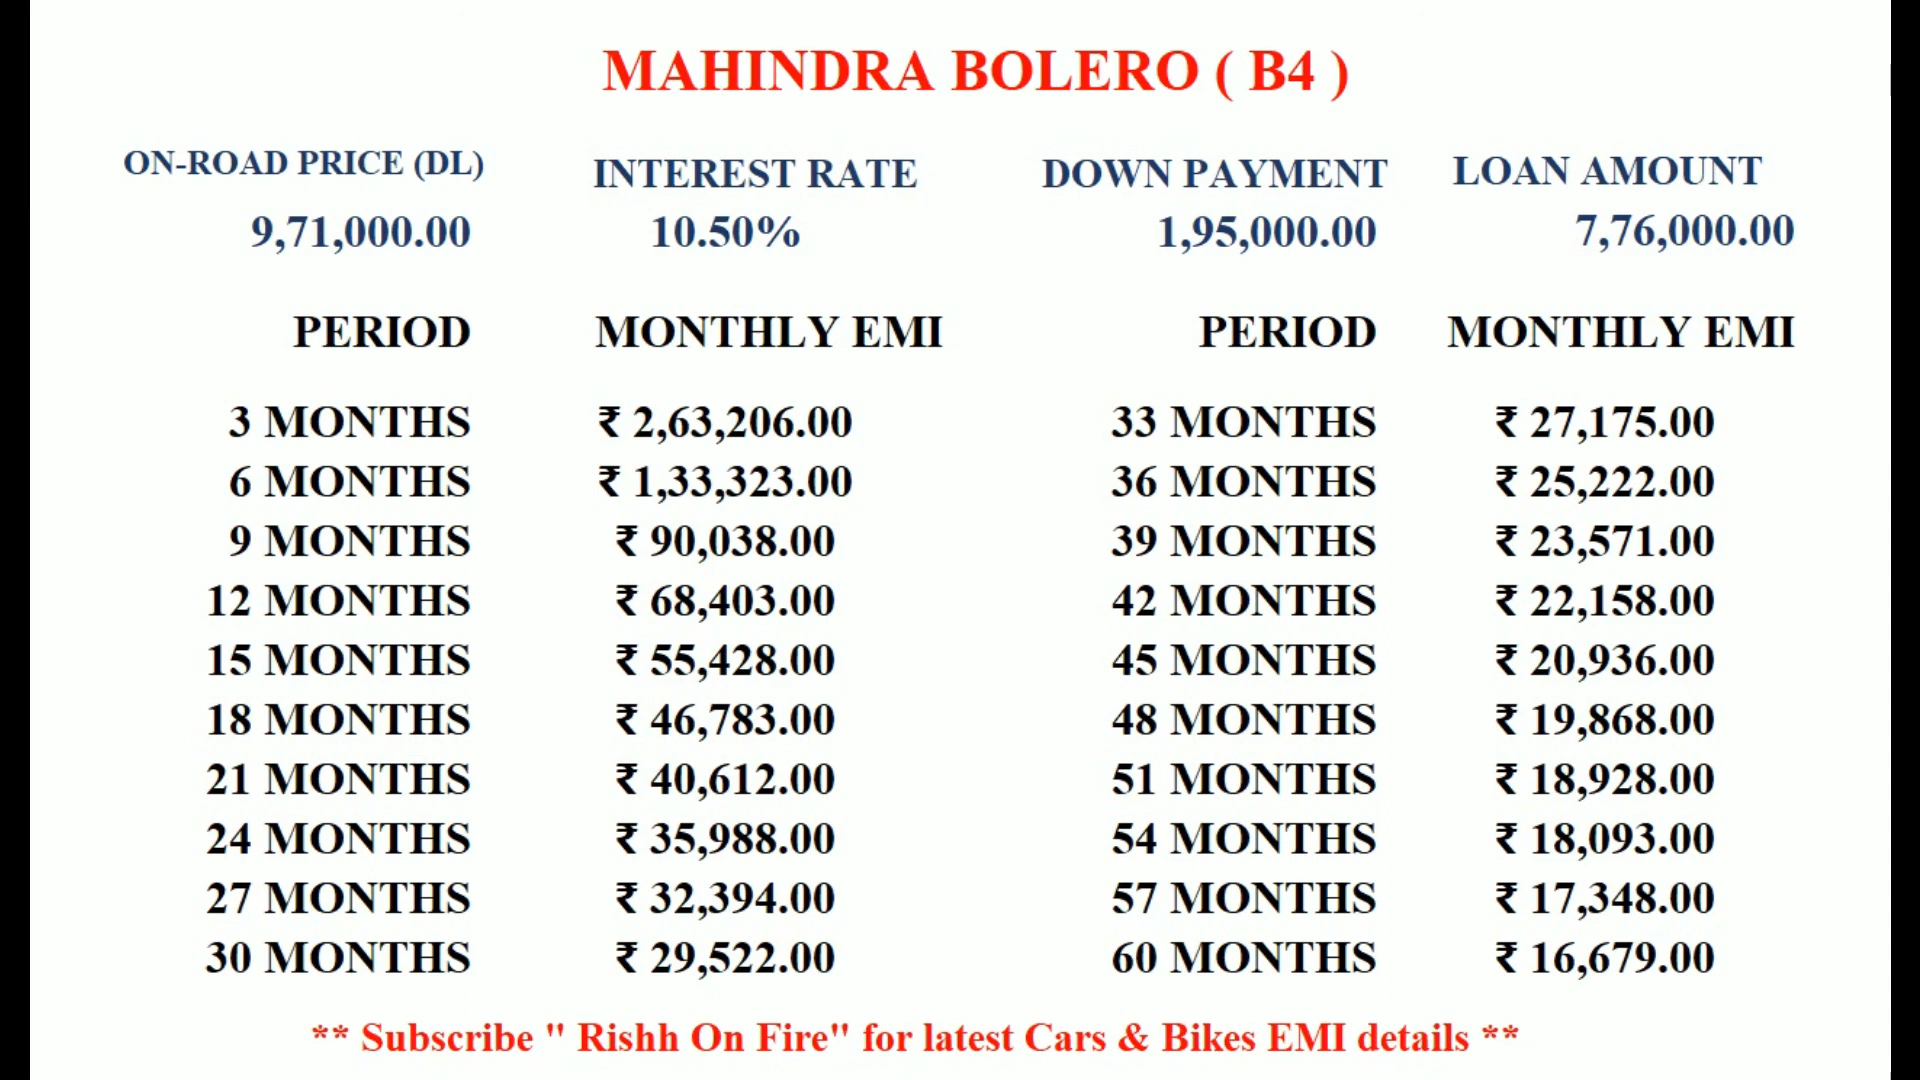 MAHINDRA BOLERO ( B4 )
ON-ROAD PRICE (DL) INTEREST RATE DOWN PAYMENT LOAN AMOUNT
9,71,000.00 10.50% 1,95,000.00 7,76,000.00
PERIOD MONTHLY EMI PERIOD MONTHLY EMI
3 MONTHS ₹ 2,63,206.00 33 MONTHS ₹ 27,175.00
6 MONTHS ₹ 1,33,323.00 36 MONTHS ₹ 25,222.00
9 MONTHS ₹ 90,038.00 39 MONTHS ₹ 23,571.00
12 MONTHS ₹ 68,403.00 42 MONTHS ₹ 22,158.00
15 MONTHS ₹ 55,428.00 45 MONTHS ₹ 20,936.00
18 MONTHS ₹ 46,783.00 48 MONTHS ₹ 19,868.00
21 MONTHS ₹ 40,612.00 51 MONTHS ₹ 18,928.00
24 MONTHS ₹ 35,988.00 54 MONTHS ₹ 18,093.00
27 MONTHS ₹ 32,394.00 57 MONTHS ₹ 17,348.00
30 MONTHS ₹ 29,522.00 60 MONTHS ₹ 16,679.00
** Subscribe " Rishh On Fire" for latest Cars & Bikes EMI details **